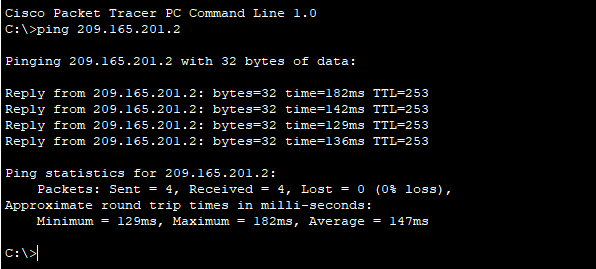 Cisco Packet Tracer PC Command Line 1.0
C:\>ping 209.165.201.2
Pinging 209.165.201.2 with 32 bytes of data:
Reply from 209.165.201.2: bytes=32 time=182ms TTL=253
Reply from 209.165.201.2: bytes=32 time=142ms TTL=253
Reply from 209.165.201.2: bytes=32 time=129ms TTL=253
Reply from 209.165.201.2: bytes=32 time=136ms TTL=253
Ping statistics for 209.165.201.2:
    Packets: Sent = 4, Received = 4, Lost = 0 (0% loss),
Approximate round trip times in milli-seconds:
    Minimum = 129ms, Maximum = 182ms, Average = 147ms
C:\>